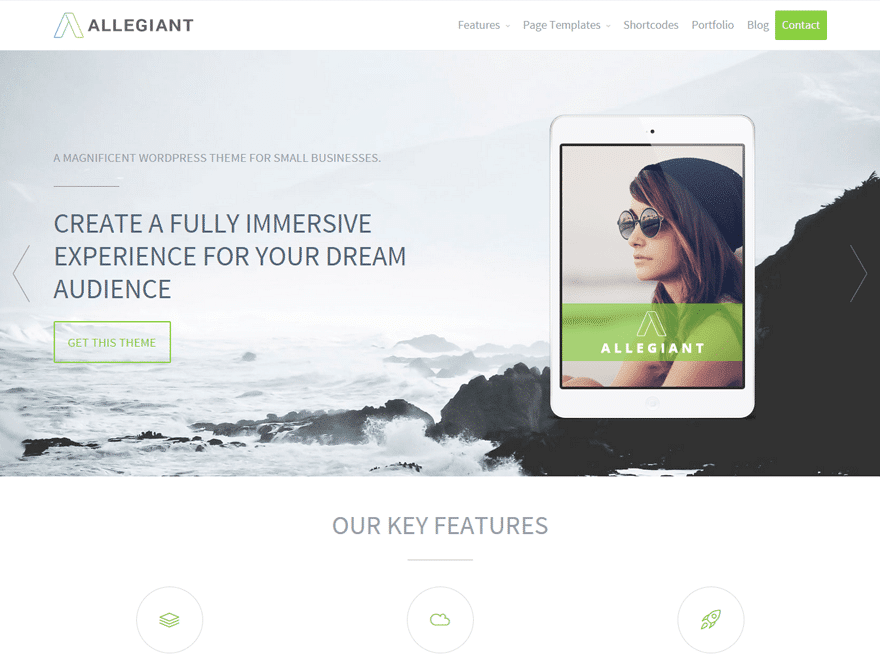 ALLEGIANT
Features Page Templates Shortcodes Portfolio Blog Contact
A MAGNIFICENT WORDPRESS THEME FOR SMALL BUSINESSES.
CREATE A FULLY IMMERSIVE
EXPERIENCE FOR YOUR DREAM
AUDIENCE
GET THIS THEME
ALLEGIANT
OUR KEY FEATURES